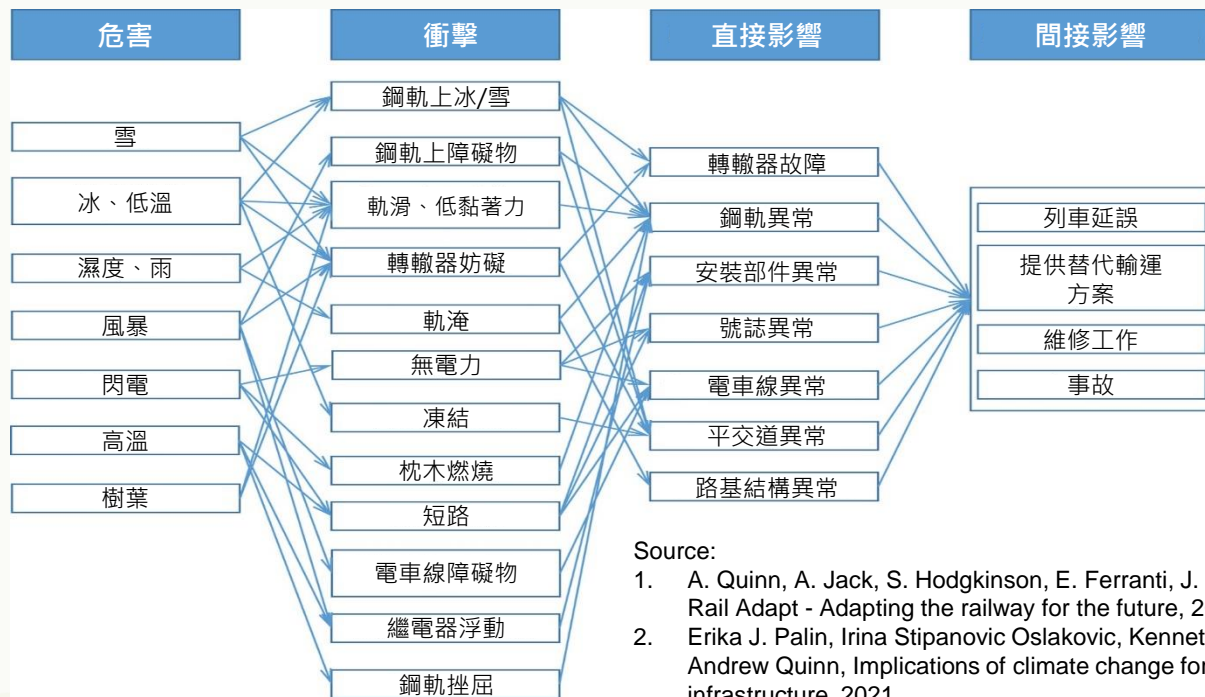 危害
衝擊
直接影響
間接影響
雪
冰、低溫
濕度、雨
風暴
閃電
高溫
樹葉
鋼軌上冰/雪
鋼軌上障礙物
軌滑、低黏著力
轉轍器妨礙
軌淹
無電力
凍結
枕木燃燒
短路
電車線障礙物
繼電器浮動
鋼軌挫屈
轉轍器故障
鋼軌異常
安裝部件異常
號誌異常
電車線異常
平交道異常
路基結構異常
列車延誤
提供替代輸運
方案
維修工作
事故
Source:
1. A. Quinn, A. Jack, S. Hodgkinson, E. Ferranti, J.
Rail Adapt - Adapting the railway for the future, 2
2. Erika J. Palin, Irina Stipanovic Oslakovic, Kennet
Andrew Quinn, Implications of climate change for
infrastructure, 2021